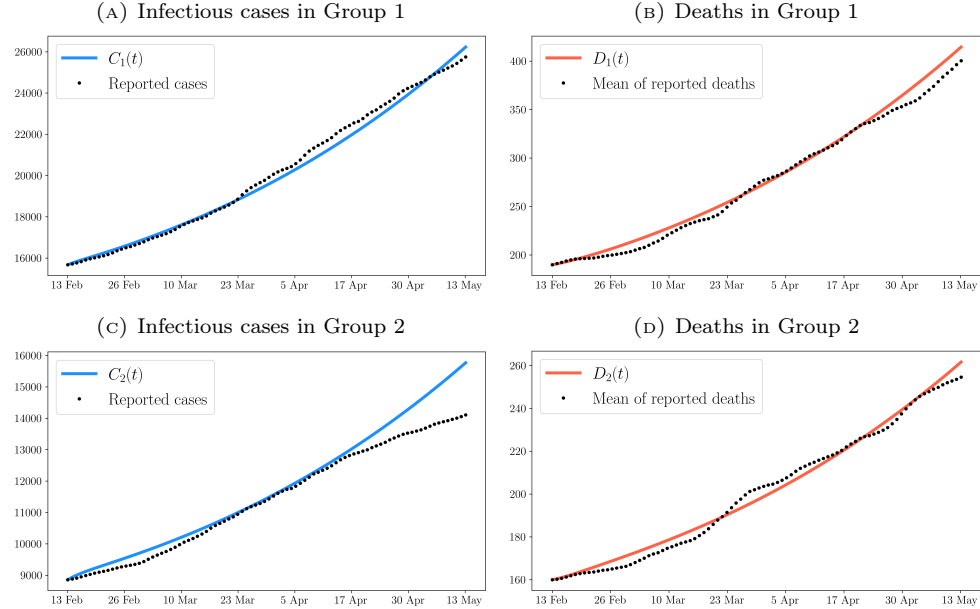 (A) Infectious cases in Group 1
26000
24000
22000
20000
18000
16000
C₁(t)
Reported cases
13 Feb 26 Feb 10 Mar 23 Mar 5 Apr 17 Apr 30 Apr 13 May
(B) Deaths in Group 1
400
350
300
250
200
D₁(t)
Mean of reported deaths
13 Feb 26 Feb 10 Mar 23 Mar 5 Apr 17 Apr 30 Apr 13 May
(C) Infectious cases in Group 2
16000
15000
14000
13000
12000
11000
10000
9000
C₂(t)
Reported cases
13 Feb 26 Feb 10 Mar 23 Mar 5 Apr 17 Apr 30 Apr 13 May
(D) Deaths in Group 2
260
240
220
200
180
160
D₂(t)
Mean of reported deaths
13 Feb 26 Feb 10 Mar 23 Mar 5 Apr 17 Apr 30 Apr 13 May